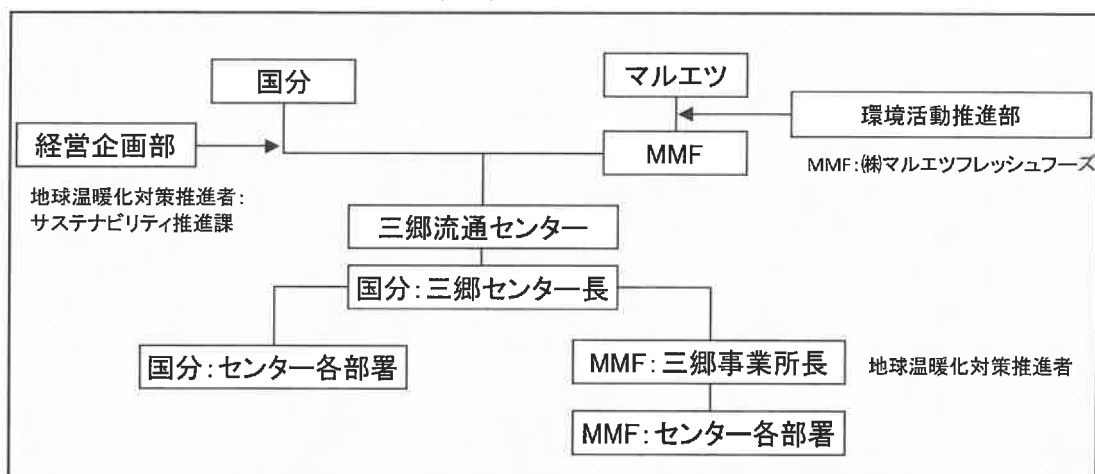 国分
マルエツ
環境活動推進部
経営企画部
MMF
MMF:㈱マルエツフレッシュフーズ
地球温暖化対策推進者:
サステナビリティ推進課
三郷流通センター
国分:三郷センター長
国分:センター各部署
MMF:三郷事業所長
地球温暖化対策推進者
MMF:センター各部署